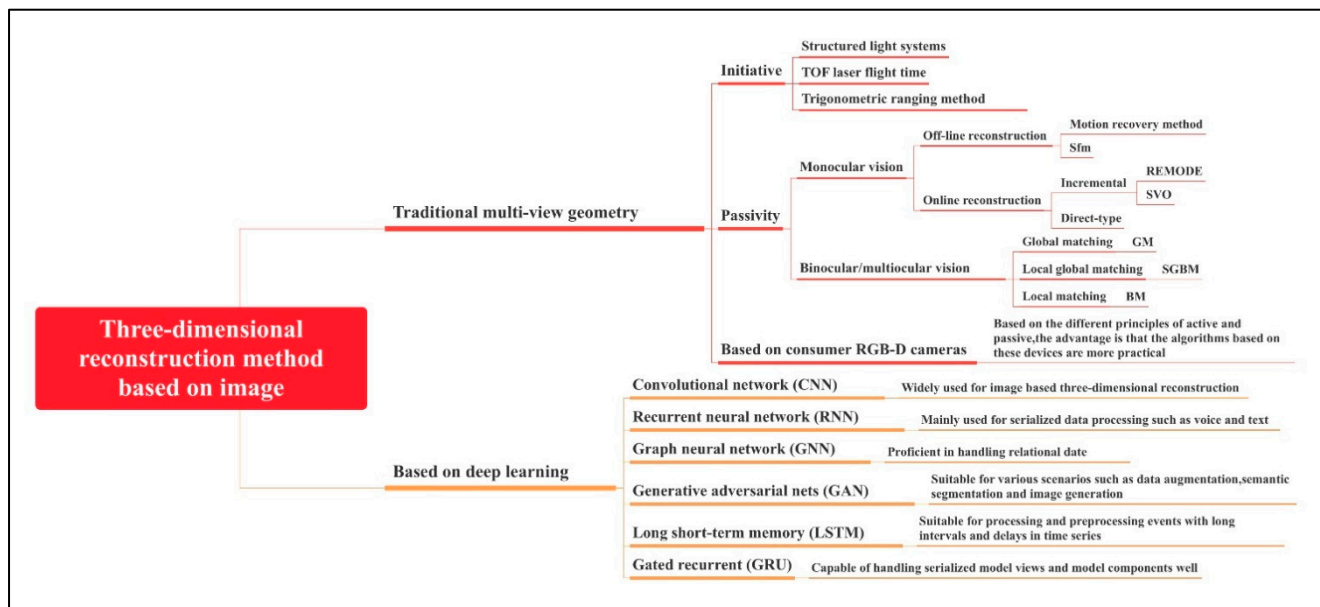 Three-dimensional
reconstruction method
based on image
Traditional multi-view geometry
Initiative
Structured light systems
TOF laser flight time
Trigonometric ranging method
Passivity
Monocular vision
Off-line reconstruction
Motion recovery method
Sfm
Online reconstruction
Incremental
REMODE
SVO
Direct-type
Binocular/multiocular vision
Global matching GM
Local global matching SGBM
Local matching BM
Based on consumer RGB-D cameras
Based on the different principles of active and
passive,the advantage is that the algorithms based on
these devices are more practical
Based on deep learning
Convolutional network (CNN)
Widely used for image based three-dimensional reconstruction
Recurrent neural network (RNN)
Mainly used for serialized data processing such as voice and text
Graph neural network (GNN)
Proficient in handling relational date
Generative adversarial nets (GAN)
Suitable for various scenarios such as data augmentation,semantic
segmentation and image generation
Long short-term memory (LSTM)
Suitable for processing and preprocessing events with long
intervals and delays in time series
Gated recurrent (GRU)
Capable of handling serialized model views and model components well